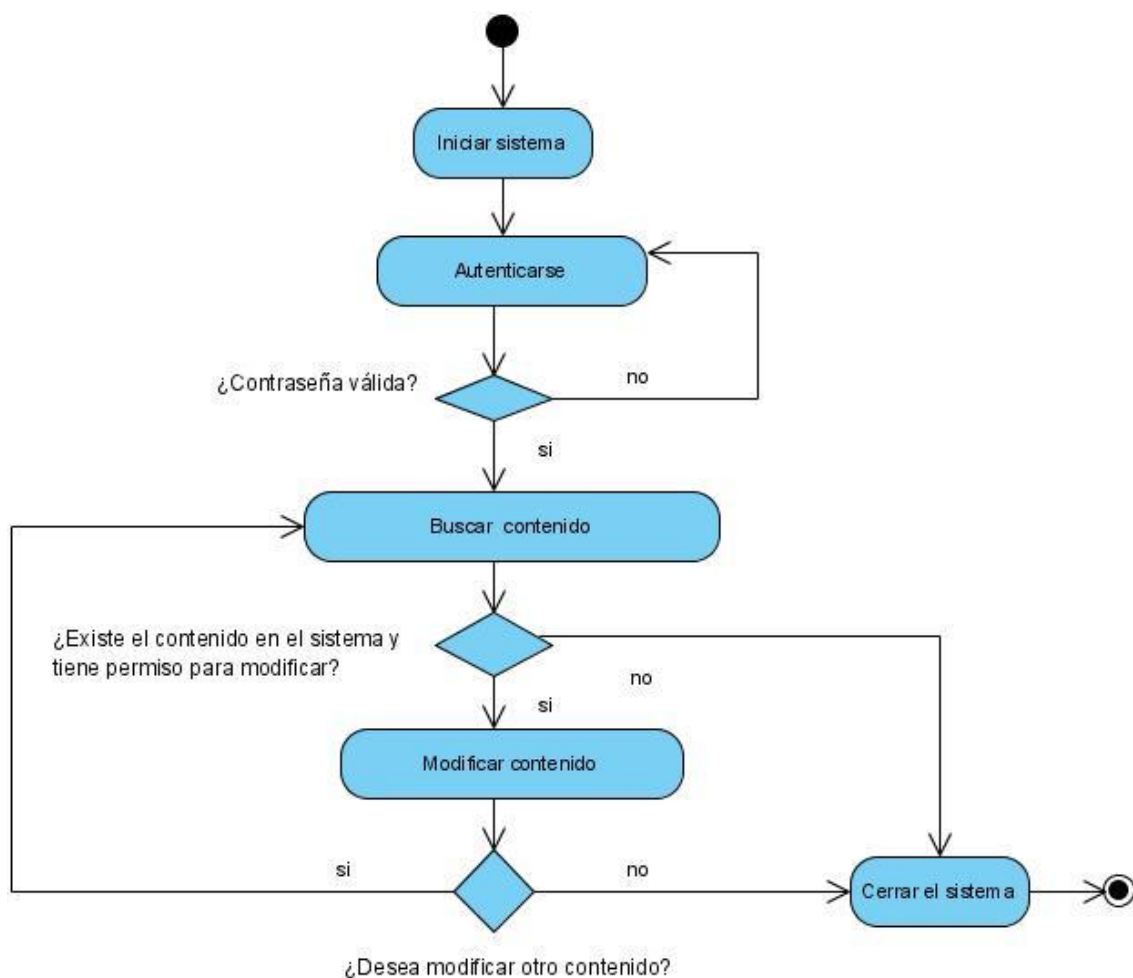 Iniciar sistema
Autenticarse
¿Contraseña válida?
no
si
Buscar contenido
¿Existe el contenido en el sistema y
tiene permiso para modificar?
no
si
Modificar contenido
si
no
Cerrar el sistema
¿Desea modificar otro contenido?